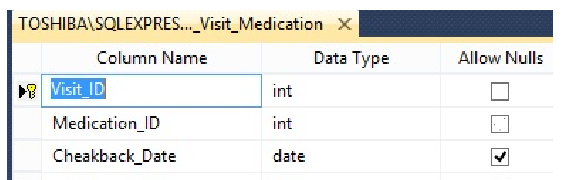 TOSHIBA\SQLEXPRES..._Visit_Medication
Column Name Data Type Allow Nulls
Visit_ID int
Medication_ID int
Cheakback_Date date